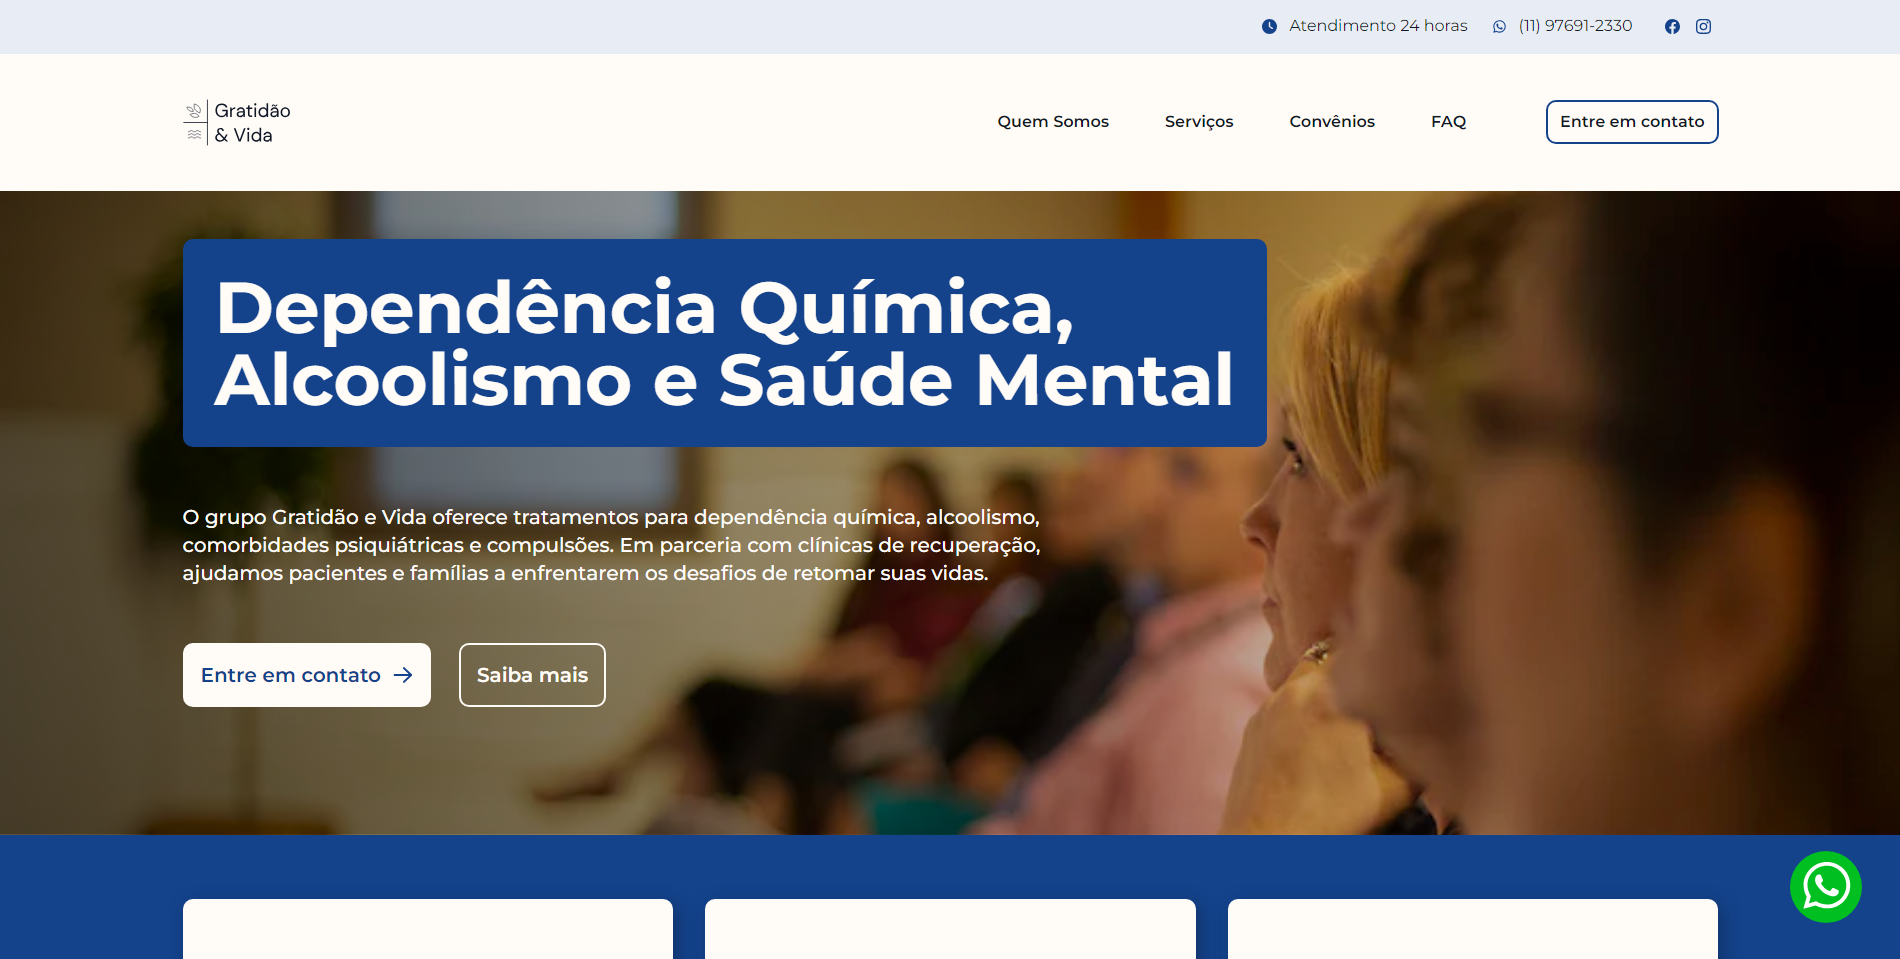 Atendimento 24 horas
(11) 97691-2330
Gratidão
& Vida
Quem Somos
Serviços
Convênios
FAQ
Entre em contato
Dependência Química,
Alcoolismo e Saúde Mental
O grupo Gratidão e Vida oferece tratamentos para dependência química, alcoolismo,
comorbidades psiquiátricas e compulsões. Em parceria com clínicas de recuperação,
ajudamos pacientes e famílias a enfrentarem os desafios de retomar suas vidas.
Entre em contato
Saiba mais